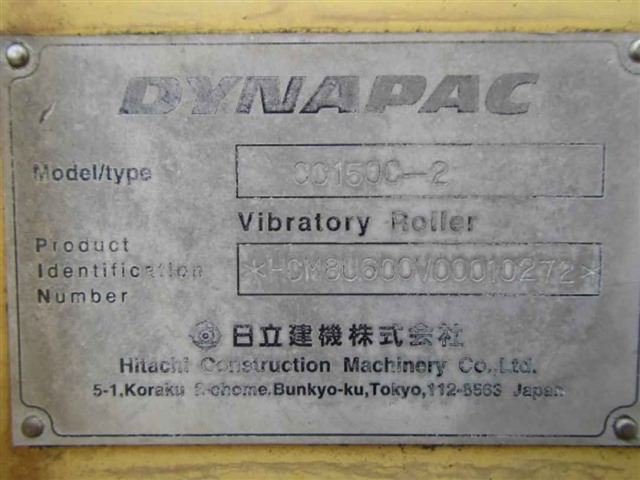 DYNAPAC
Model/type CC150C-2
Vibratory Roller
Product Identification Number *HCM8U600V00010272*
日立建機株式会社
Hitachi Construction Machinery Co.,Ltd.
5-1,Koraku 2-chome,Bunkyo-ku,Tokyo,112-8563 Japan